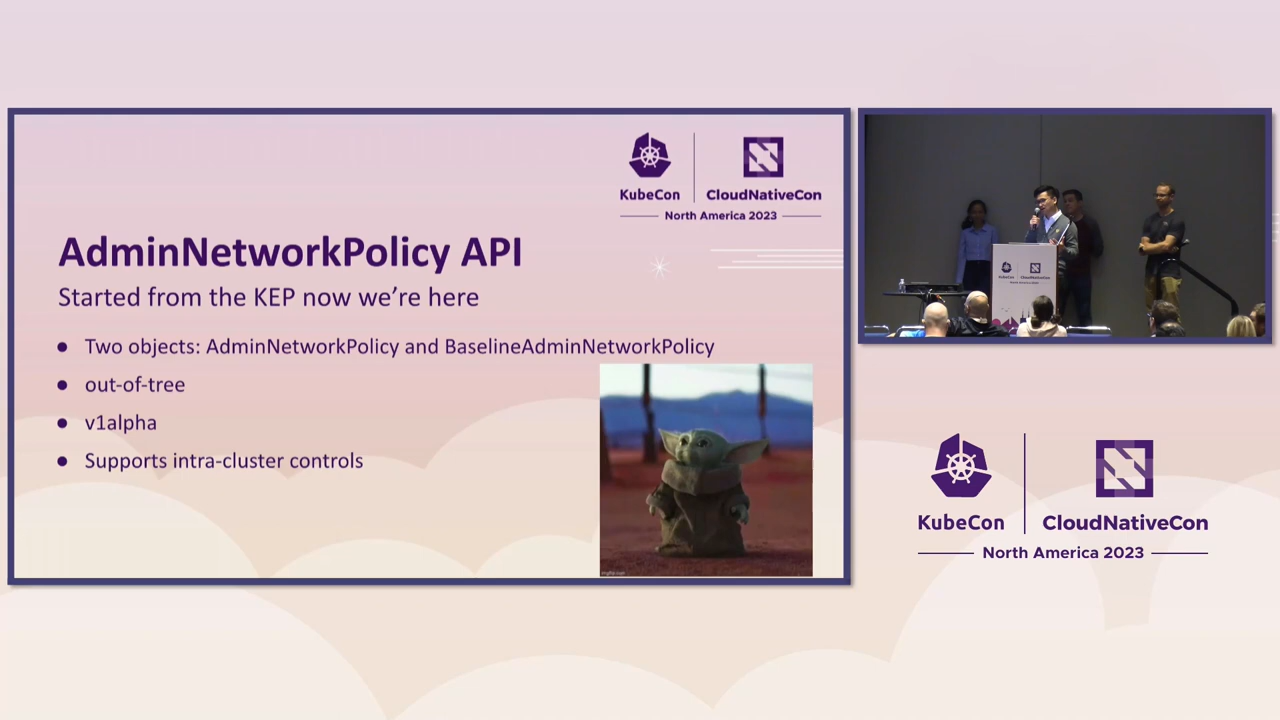 KubeCon
CloudNativeCon
North America 2023
AdminNetworkPolicy API
Started from the KEP now we're here
● Two objects: AdminNetworkPolicy and BaselineAdminNetworkPolicy
● out-of-tree
● v1alpha
● Supports intra-cluster controls
KubeCon
CloudNativeCon
North America 2023